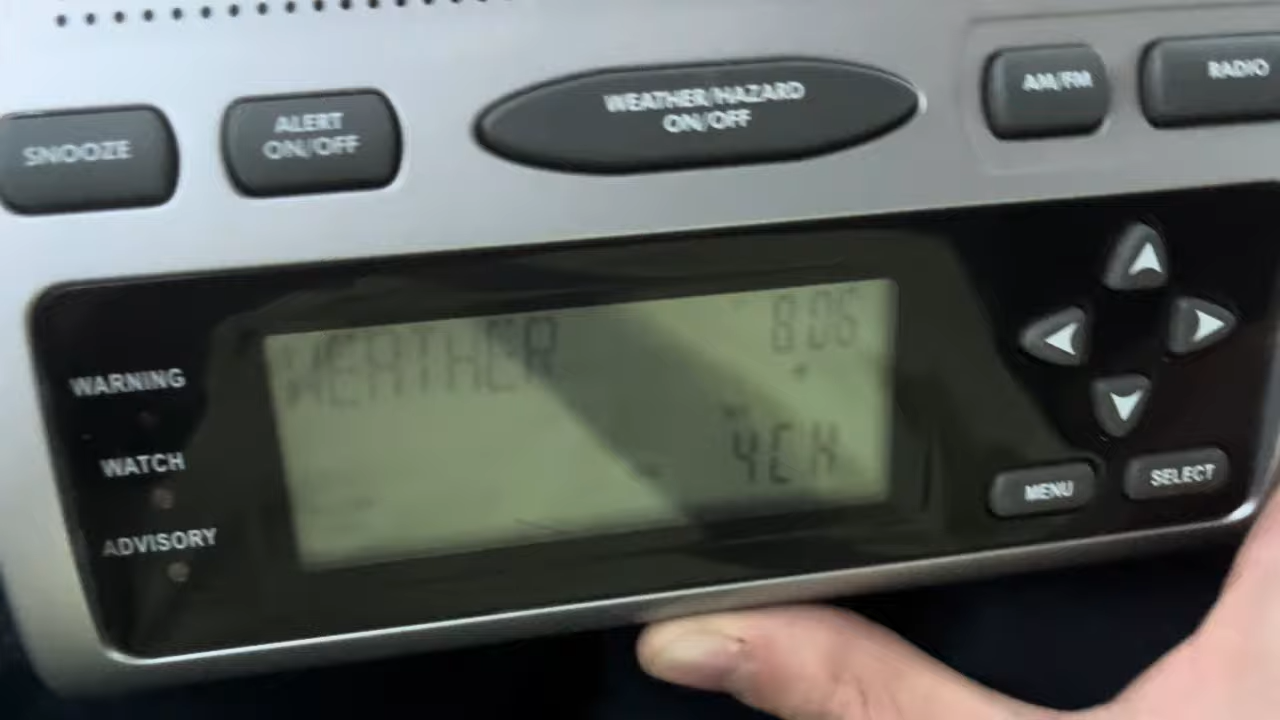 SNOOZE
ALERT
ON/OFF
WEATHER/HAZARD
ON/OFF
AM/FM
RADIO
WEATHER
WARNING
WATCH
ADVISORY
MENU
SELECT